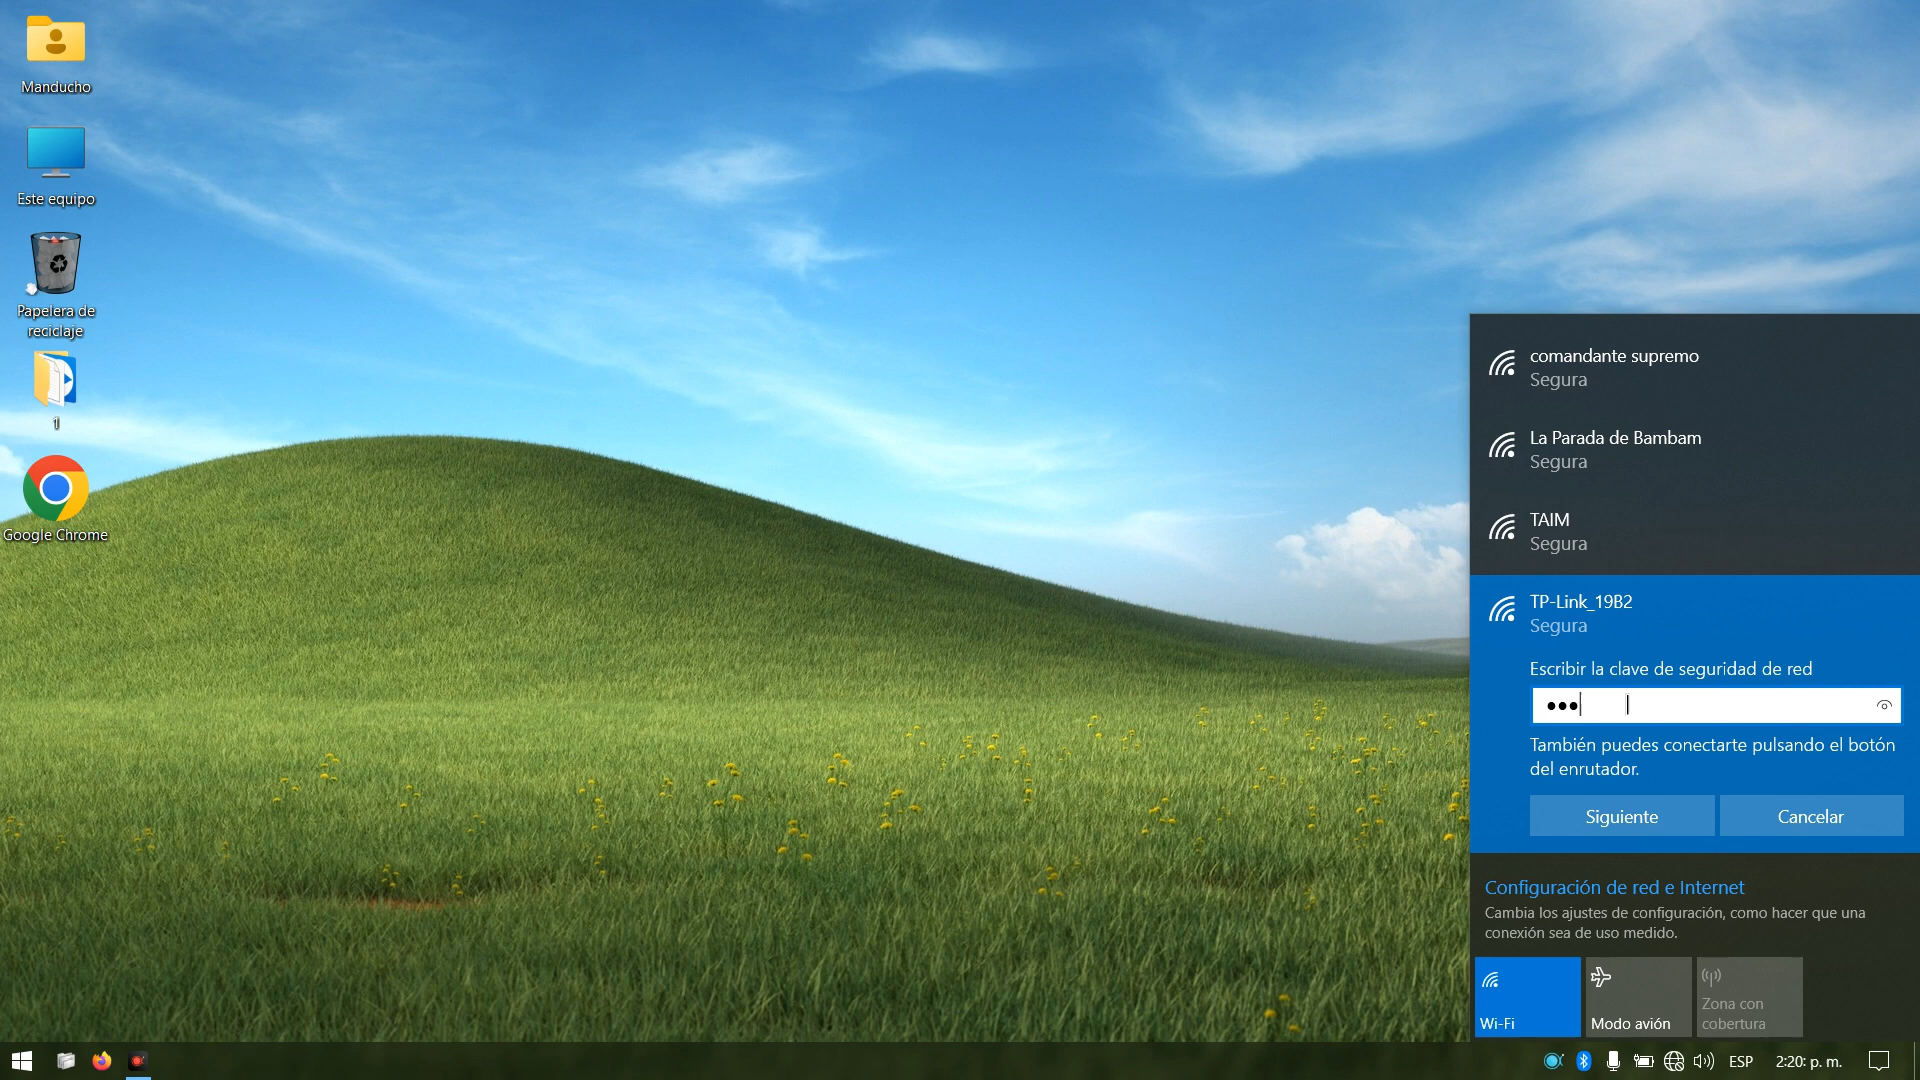 Manducho
Este equipo
Papelera de
reciclaje
1
Google Chrome
comandante supremo
Segura
La Parada de Bambam
Segura
TAIM
Segura
TP-Link_19B2
Segura
Escribir la clave de seguridad de red
●●●
También puedes conectarte pulsando el botón
del enrutador.
Siguiente
Cancelar
Configuración de red e Internet
Cambia los ajustes de configuración, como hacer que una
conexión sea de uso medido.
Wi-Fi
Modo avión
Zona con
cobertura
ESP
2:20: p. m.